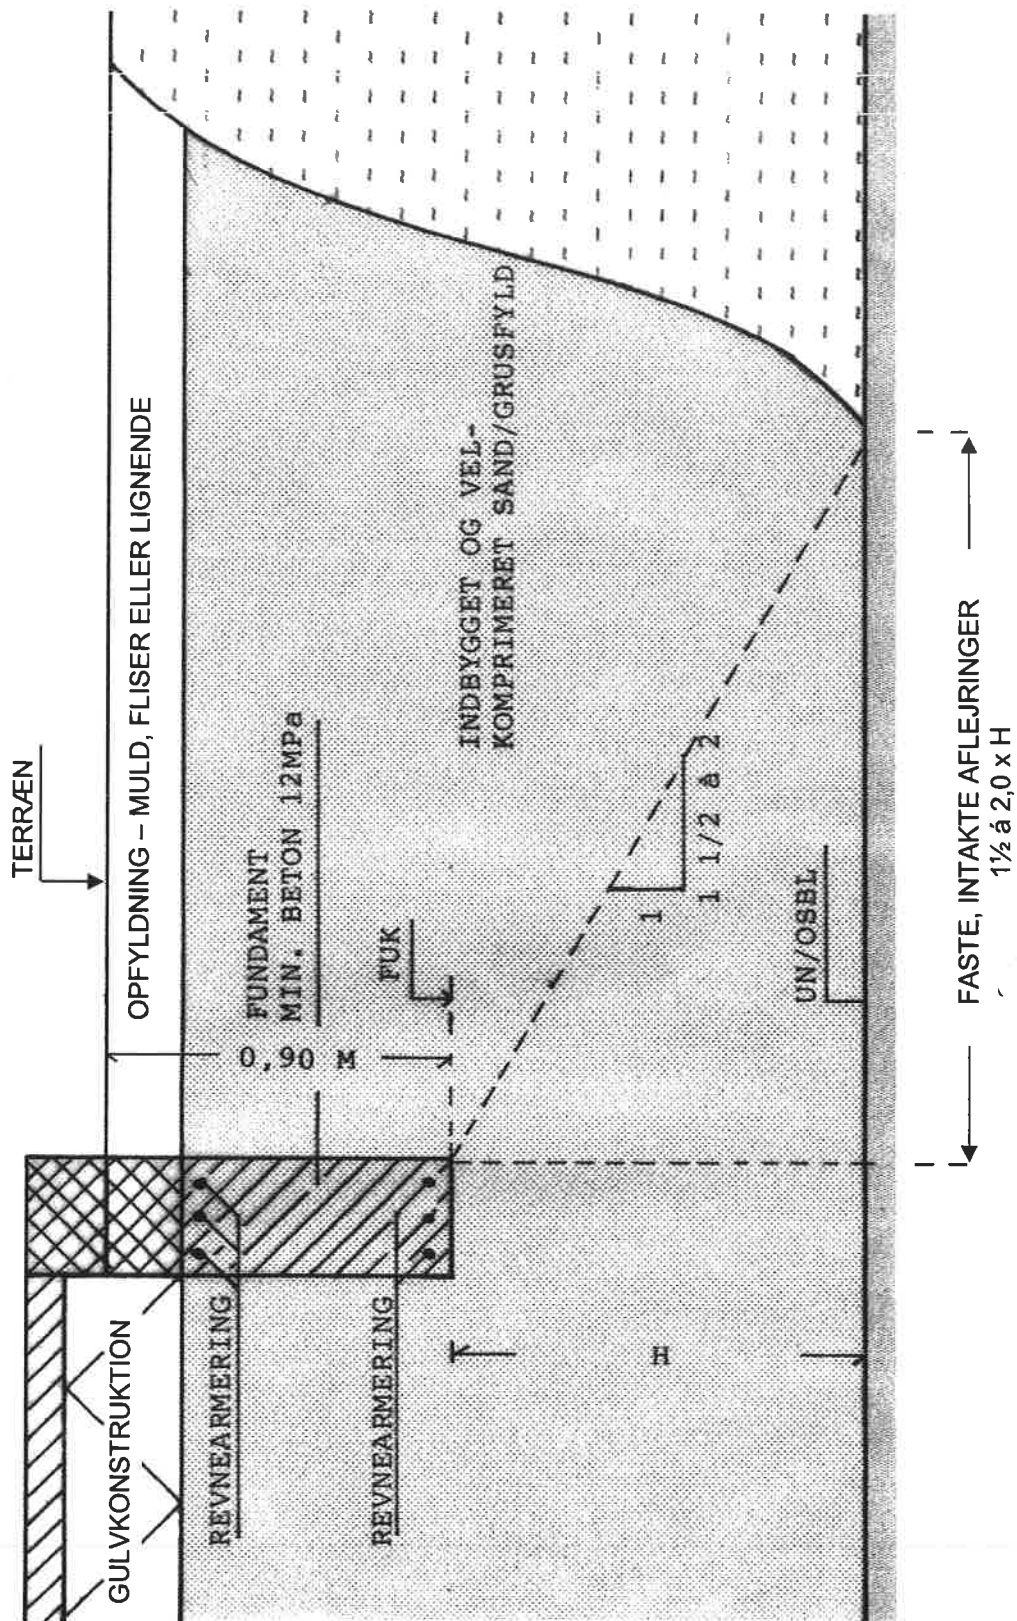 TERRÆN
OPFYLDNING – MULD, FLISER ELLER LIGNENDE
GULVKONSTRUKTION
FUNDAMENT
MIN. BETON 12MPa
0,90 M
REVNEARMERING
REVNEARMERING
FUK
INDBYGGET OG VEL-
KOMPRIMERET SAND/GRUSFYLD
H
1
1 1/2 á 2
UN/OSBL
FASTE, INTAKTE AFLEJRINGER
1½ á 2,0 x H